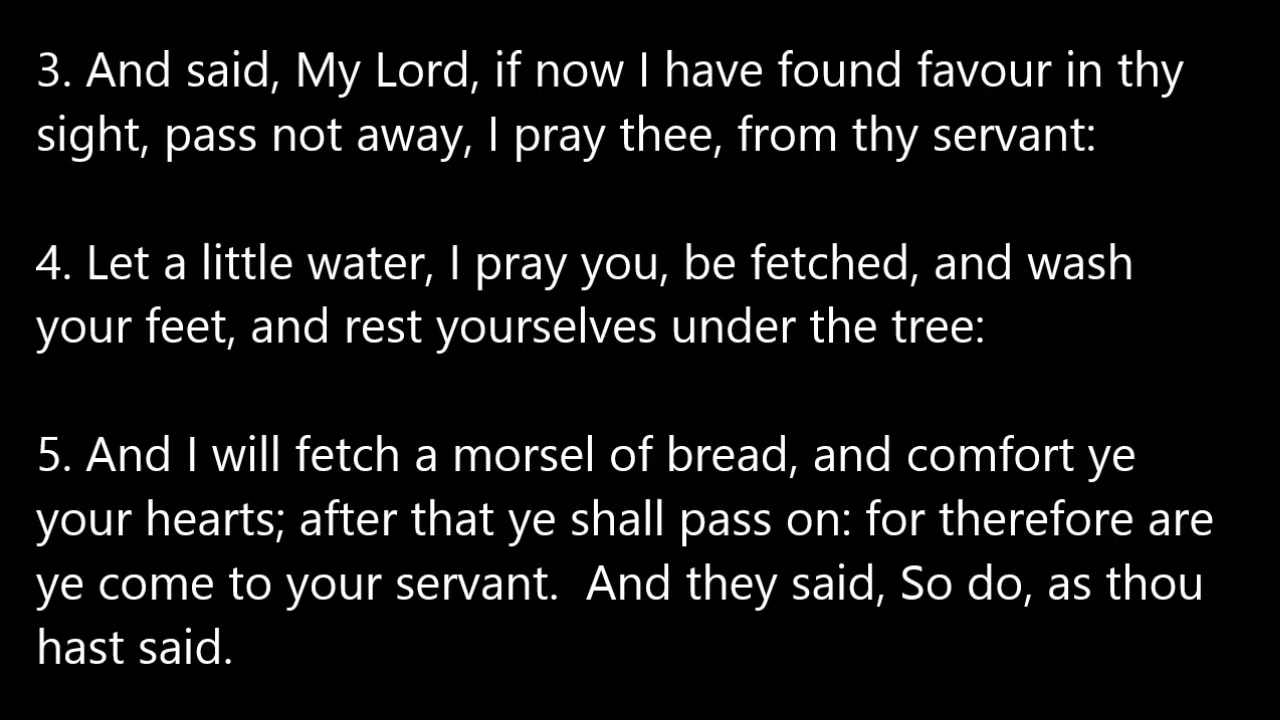 3. And said, My Lord, if now I have found favour in thy
sight, pass not away, I pray thee, from thy servant:
4. Let a little water, I pray you, be fetched, and wash
your feet, and rest yourselves under the tree:
5. And I will fetch a morsel of bread, and comfort ye
your hearts; after that ye shall pass on: for therefore are
ye come to your servant.  And they said, So do, as thou
hast said.